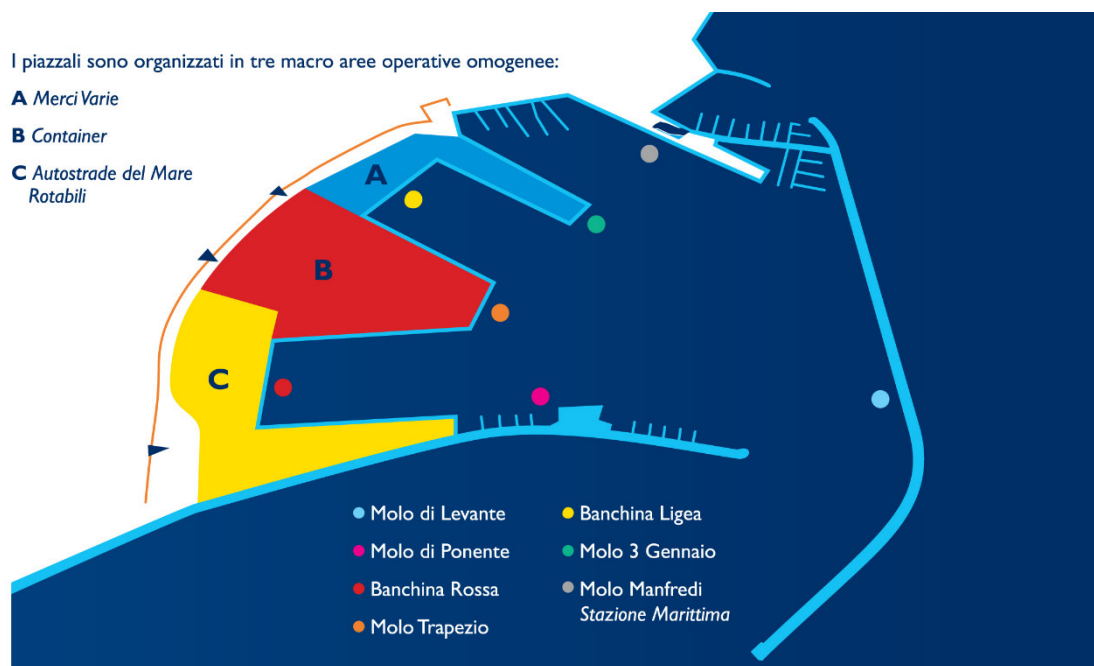 I piazzali sono organizzati in tre macro aree operative omogenee:
A Merci Varie
B Container
C Autostrade del Mare
Rotabili
A
B
C
Molo di Levante
Molo di Ponente
Banchina Rossa
Molo Trapezio
Banchina Ligea
Molo 3 Gennaio
Molo Manfredi
Stazione Marittima